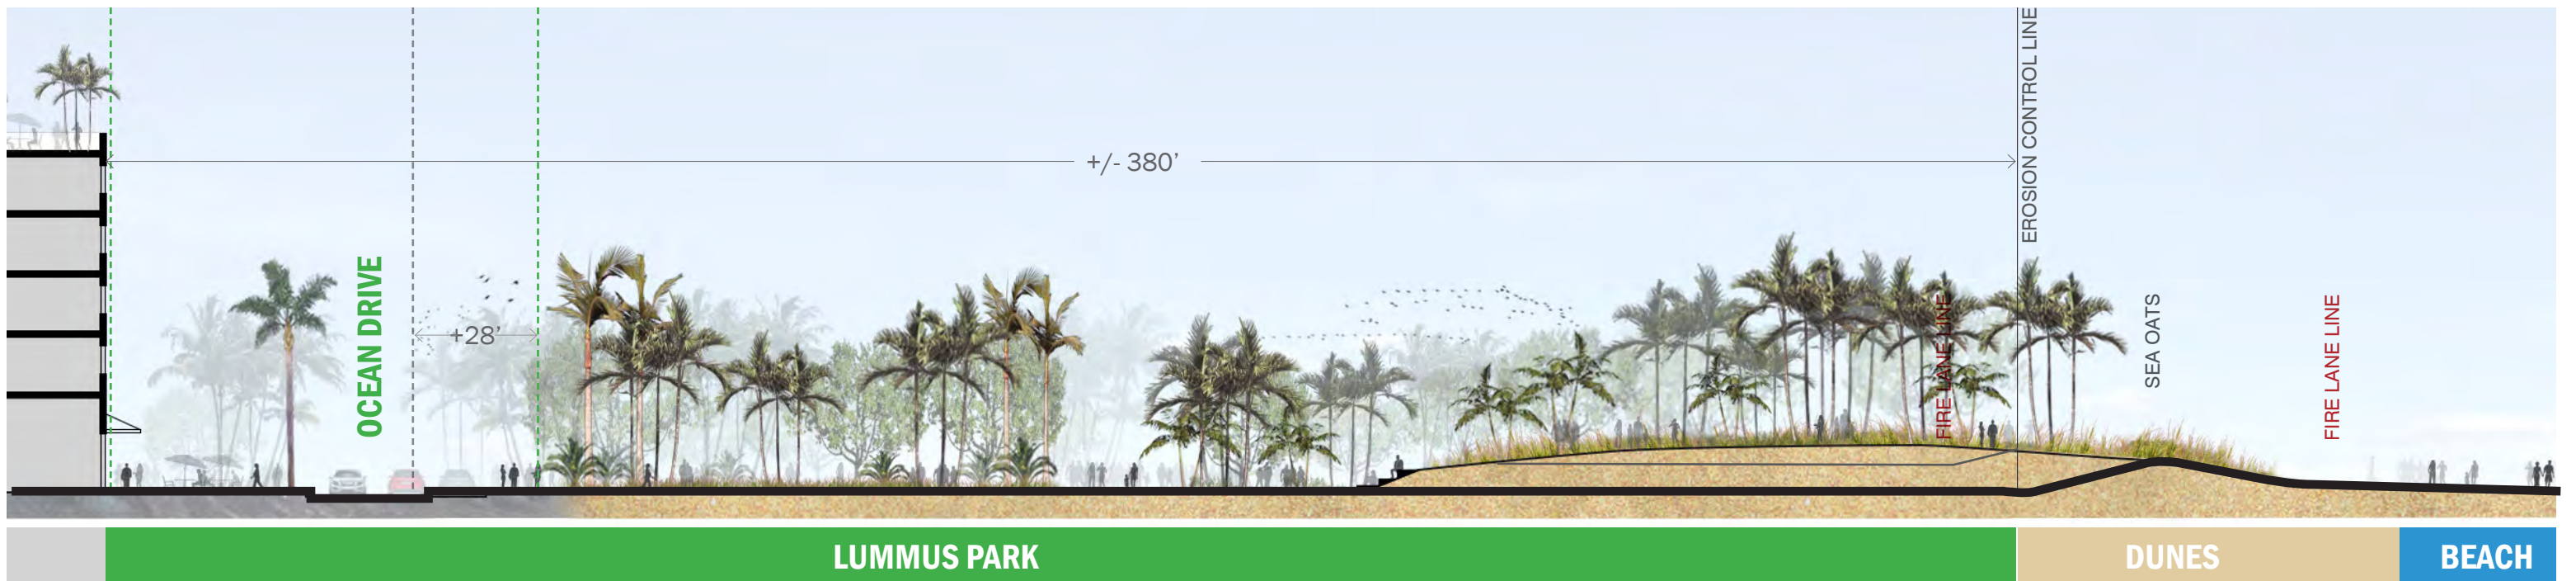 +/- 380’
EROSION CONTROL LINE
OCEAN DRIVE
+28’
FIRE LANE LINE
SEA OATS
FIRE LANE LINE
LUMMUS PARK
DUNES
BEACH